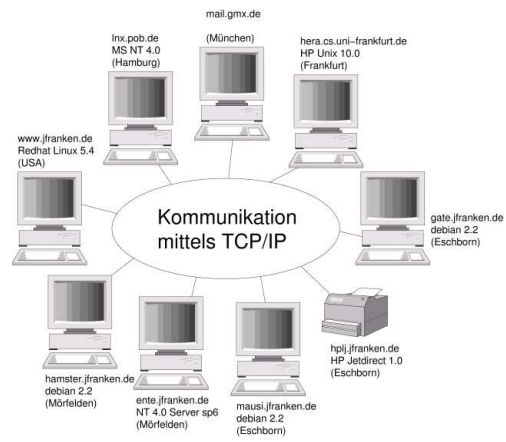 mail.gmx.de
(München)
lnx.pob.de
MS NT 4.0
(Hamburg)
hera.cs.uni-frankfurt.de
HP Unix 10.0
(Frankfurt)
www.jfranken.de
Redhat Linux 5.4
(USA)
Kommunikation
mittels TCP/IP
gate.jfranken.de
debian 2.2
(Eschborn)
hplj.jfranken.de
HP Jetdirect 1.0
(Eschborn)
hamster.jfranken.de
debian 2.2
(Mörfelden)
ente.jfranken.de
NT 4.0 Server sp6
(Mörfelden)
mausi.jfranken.de
debian 2.2
(Eschborn)